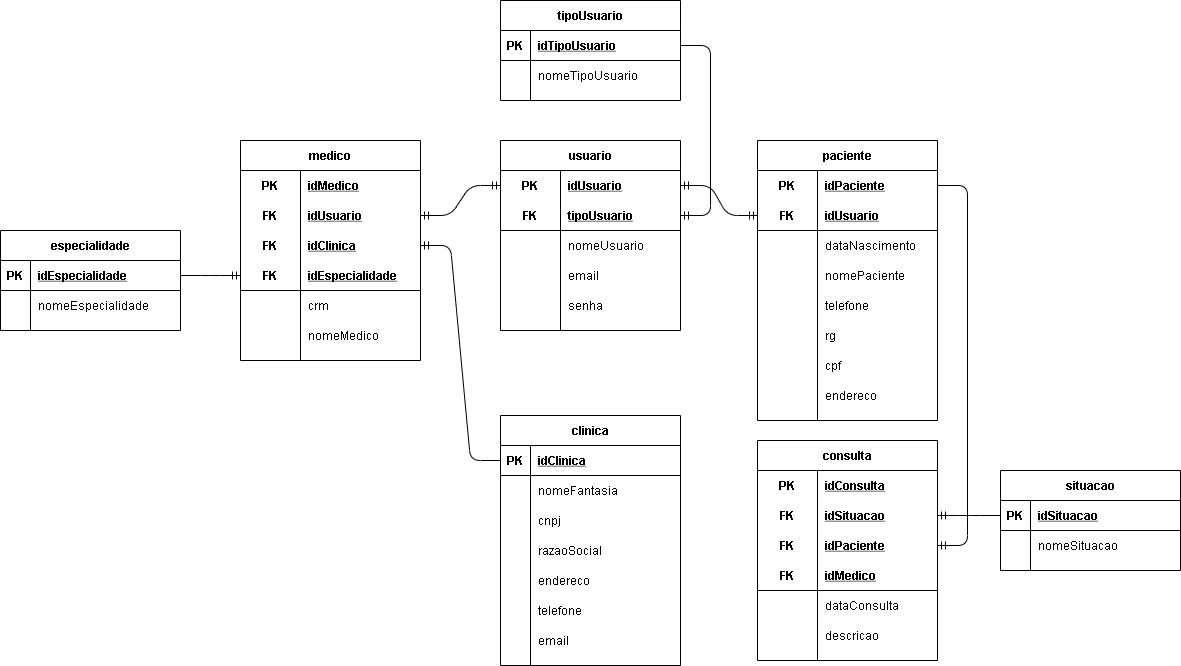 tipoUsuario
PK idTipoUsuario
nomeTipoUsuario
medico
PK idMedico
FK idUsuario
FK idClinica
FK idEspecialidade
crm
nomeMedico
usuario
PK idUsuario
FK tipoUsuario
nomeUsuario
email
senha
paciente
PK idPaciente
FK idUsuario
dataNascimento
nomePaciente
telefone
rg
cpf
endereco
especialidade
PK idEspecialidade
nomeEspecialidade
clinica
PK idClinica
nomeFantasia
cnpj
razaoSocial
endereco
telefone
email
consulta
PK idConsulta
FK idSituacao
FK idPaciente
FK idMedico
dataConsulta
descricao
situacao
PK idSituacao
nomeSituacao